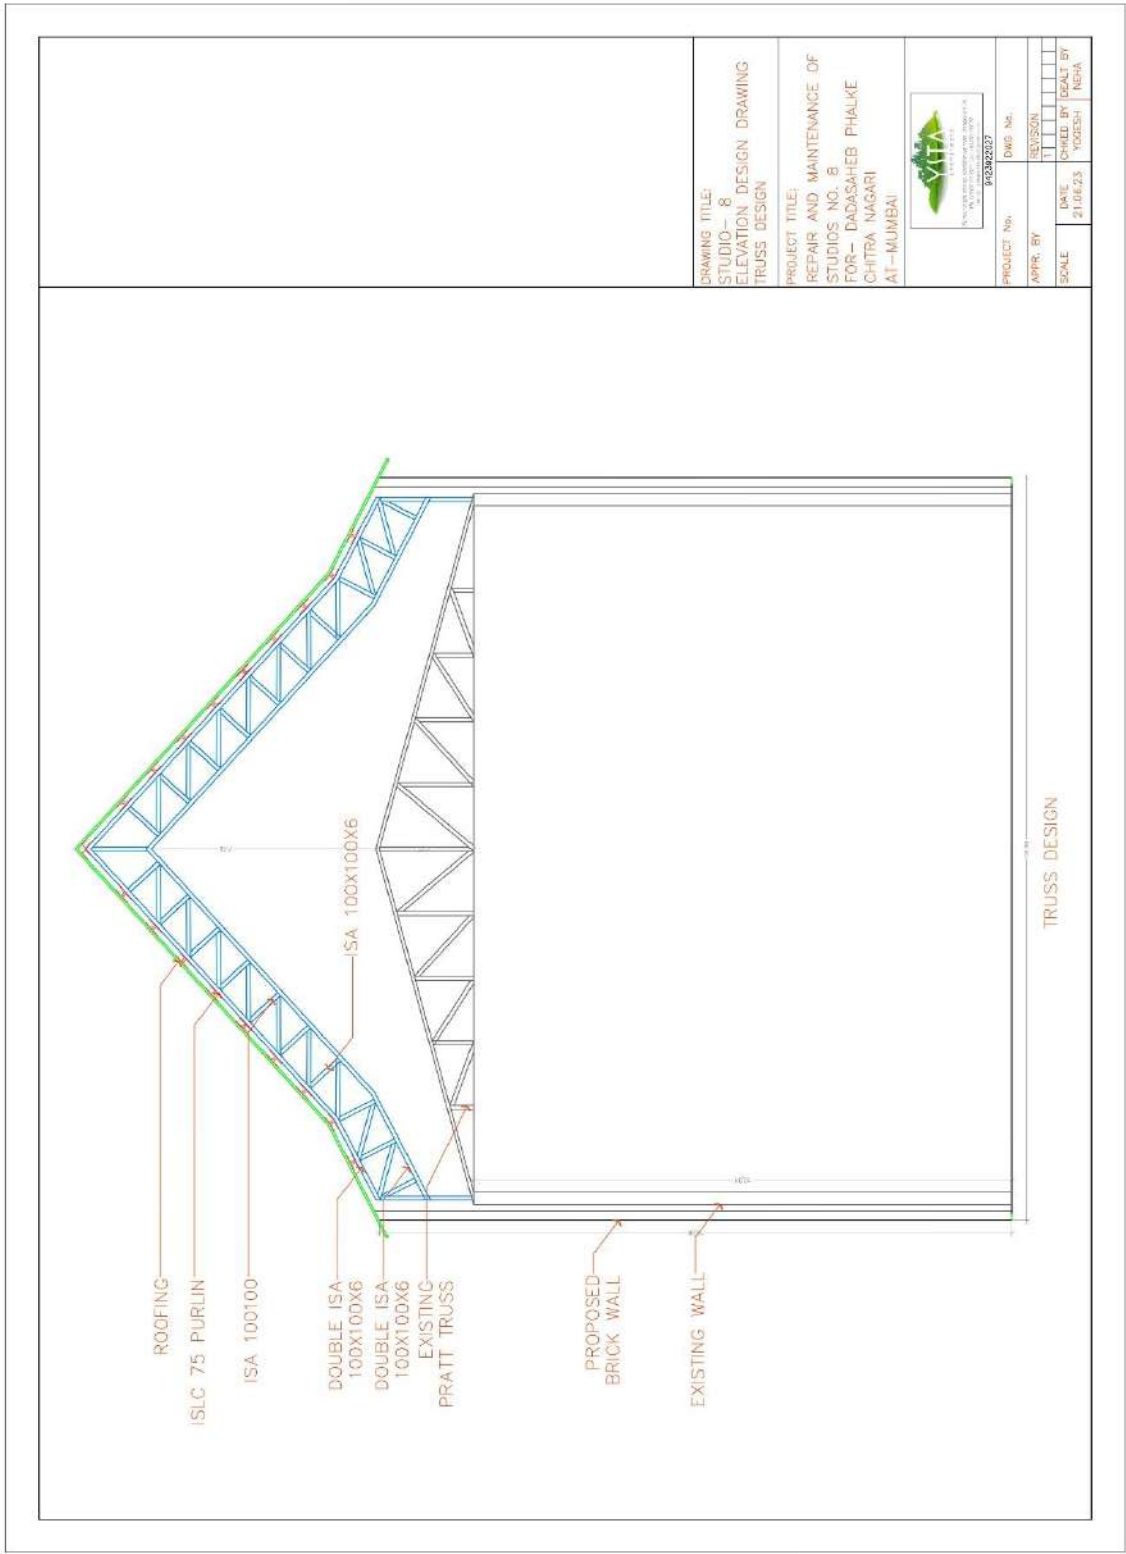 ROOFING
ISLC 75 PURLIN
ISA 100100
DOUBLE ISA
100X100X6
DOUBLE ISA
100X100X6
EXISTING
PRATT TRUSS
PROPOSED
BRICK WALL
EXISTING WALL
ISA 100X100X6
TRUSS DESIGN
DRAWING TITLE:
STUDIO- 8
ELEVATION DESIGN DRAWING
TRUSS DESIGN
PROJECT TITLE:
REPAIR AND MAINTENANCE OF
STUDIOS NO. 8
FOR- DADASAHEB PHALKE
CHITRA NAGARI
AT-MUMBAI
9423922027
PROJECT No.
DWG No.
APPR. BY
REVISION
1
SCALE
DATE
21.06.23
CHKED BY
YOGESH
DEALT BY
NEHA